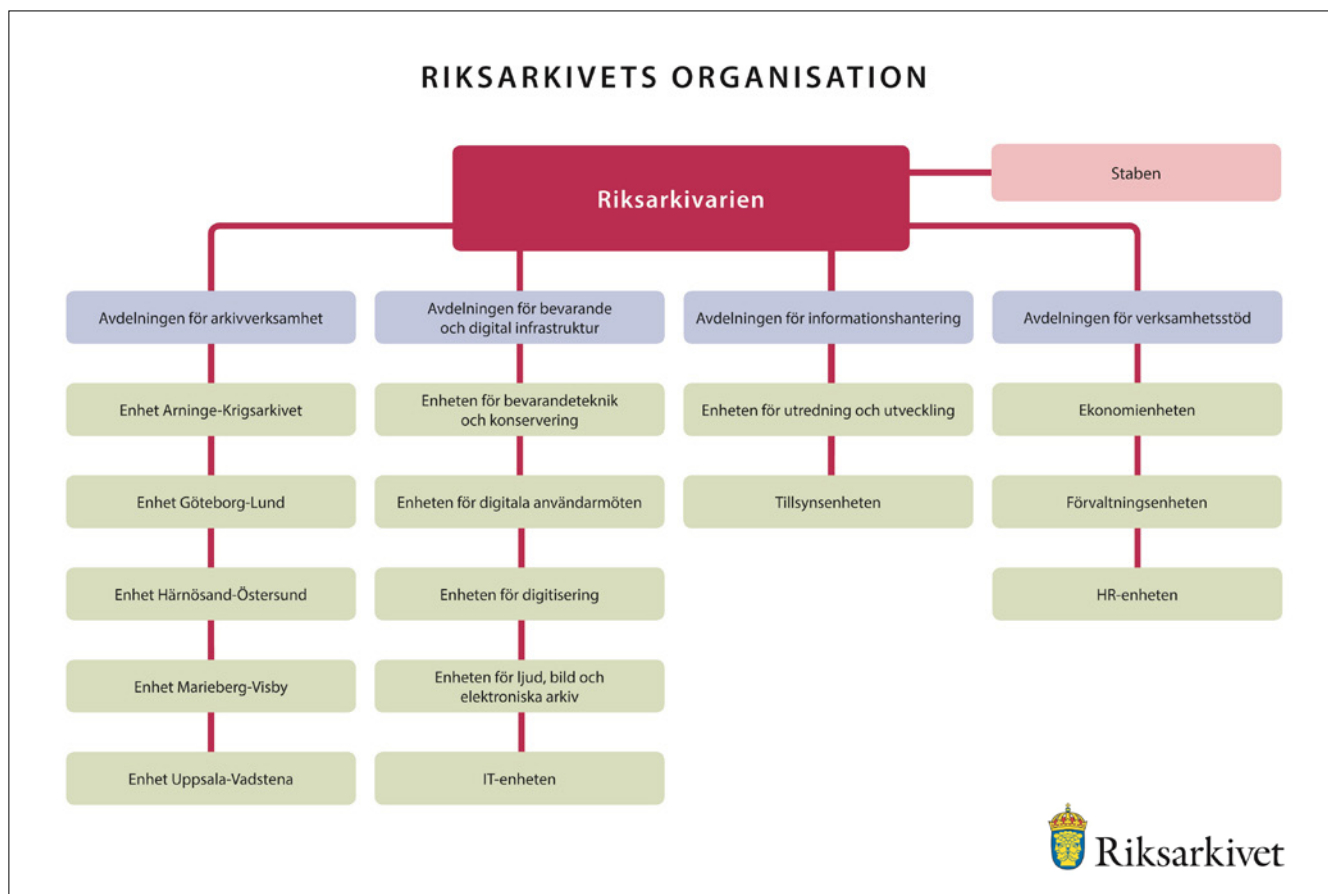 RIKSARKIVETS ORGANISATION
Riksarkivarien
Staben
Avdelningen för arkivverksamhet
Enhet Arninge-Krigsarkivet
Enhet Göteborg-Lund
Enhet Härnösand-Östersund
Enhet Marieberg-Visby
Enhet Uppsala-Vadstena
Avdelningen för bevarande
och digital infrastruktur
Enheten för bevarandeteknik
och konservering
Enheten för digitala användarmöten
Enheten för digitisering
Enheten för ljud, bild och
elektroniska arkiv
IT-enheten
Avdelningen för informationshantering
Enheten för utredning och utveckling
Tillsynsenheten
Avdelningen för verksamhetsstöd
Ekonomienheten
Förvaltningsenheten
HR-enheten
Riksarkivet